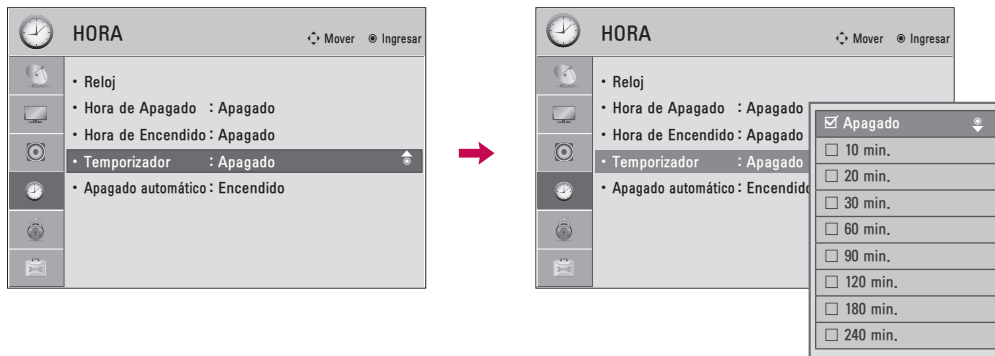 HORA
Mover Ingresar
• Reloj
• Hora de Apagado : Apagado
• Hora de Encendido : Apagado
• Temporizador : Apagado
• Apagado automático : Encendido
HORA
Mover Ingresar
• Reloj
• Hora de Apagado : Apagado
• Hora de Encendido : Apagado
• Temporizador : Apagado
• Apagado automático : Encendido
☑ Apagado
☐ 10 min.
☐ 20 min.
☐ 30 min.
☐ 60 min.
☐ 90 min.
☐ 120 min.
☐ 180 min.
☐ 240 min.